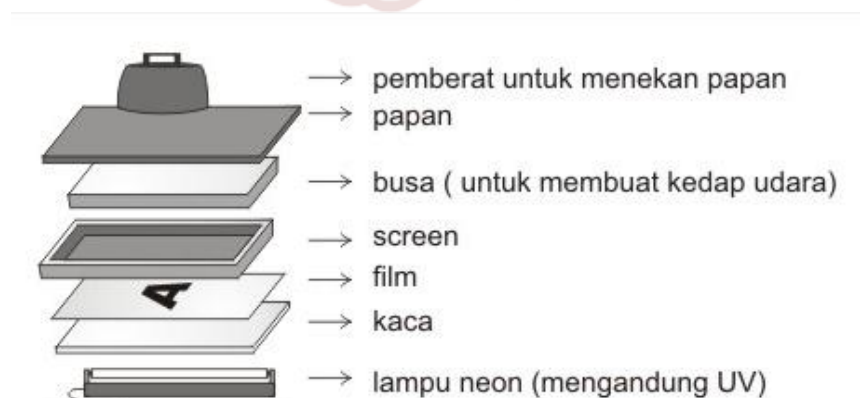 pemberat untuk menekan papan
papan
busa ( untuk membuat kedap udara)
screen
film
A
kaca
lampu neon (mengandung UV)